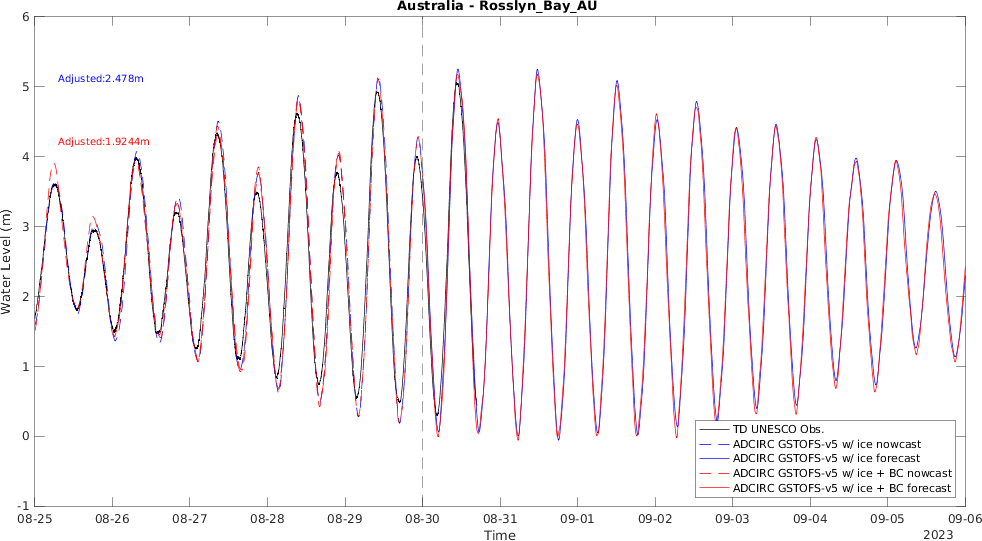 Australia - Rosslyn_Bay_AU
6
5
4
3
2
1
0
-1
Water Level (m)
Adjusted:2.478m
Adjusted:1.9244m
TD UNESCO Obs.
ADCIRC GSTOFS-v5 w/ ice nowcast
ADCIRC GSTOFS-v5 w/ ice forecast
ADCIRC GSTOFS-v5 w/ ice + BC nowcast
ADCIRC GSTOFS-v5 w/ ice + BC forecast
08-25 08-26 08-27 08-28 08-29 08-30 08-31 09-01 09-02 09-03 09-04 09-05 09-06
Time
2023